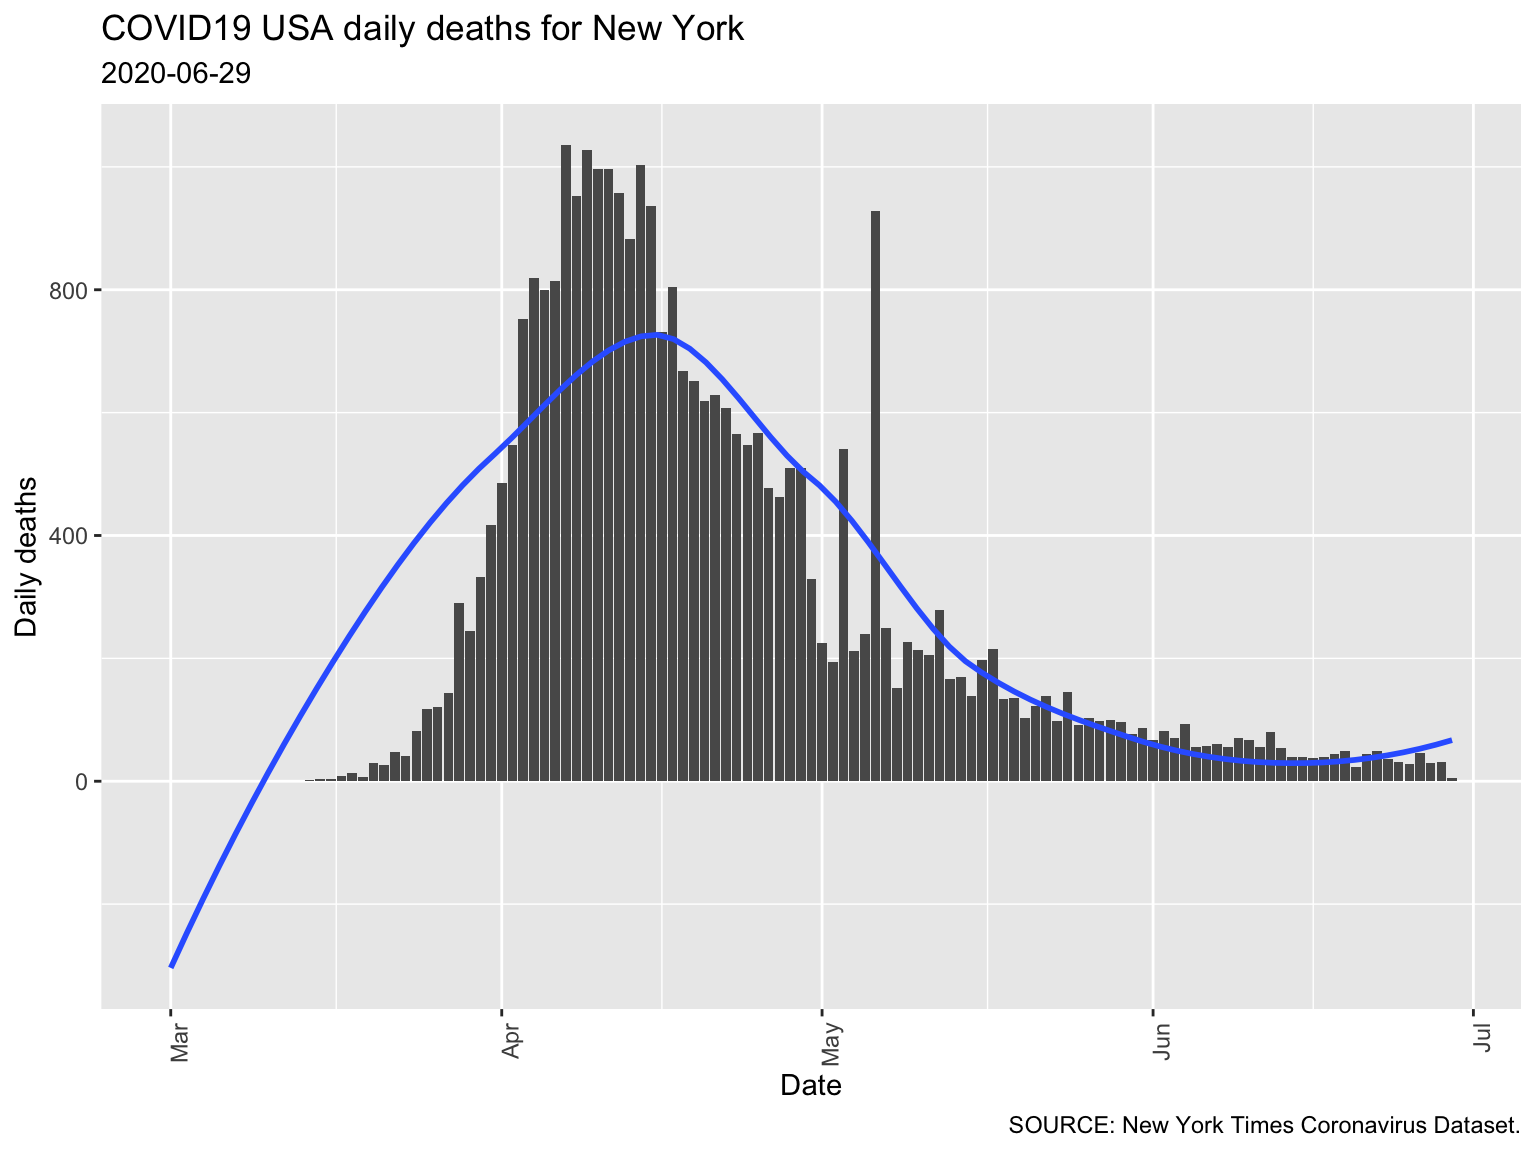 COVID19 USA daily deaths for New York
2020-06-29
Daily deaths
800
400
0
Mar
Apr
May
Jun
Jul
Date
SOURCE: New York Times Coronavirus Dataset.